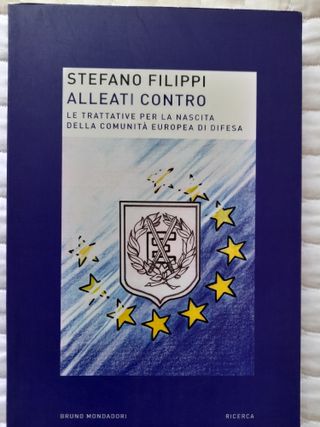 STEFANO FILIPPI
ALLEATI CONTRO
LE TRATTATIVE PER LA NASCITA
DELLA COMUNITÀ EUROPEA DI DIFESA
BRUNO MONDADORI
RICERCA